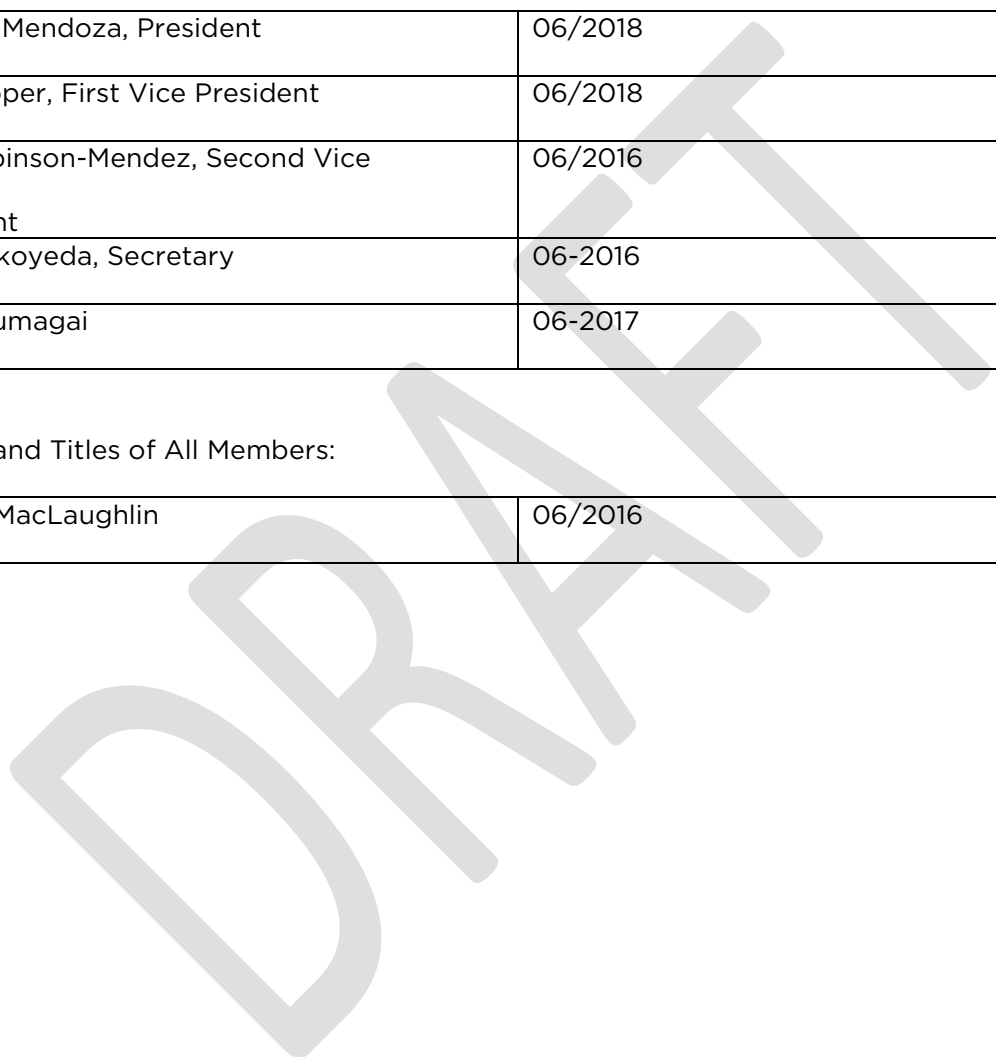 Mendoza, President 06/2018
pper, First Vice President 06/2018
binson-Mendez, Second Vice 06/2016
nt
koyeda, Secretary 06-2016
umagai 06-2017
and Titles of All Members:
MacLaughlin 06/2016
DRAFT